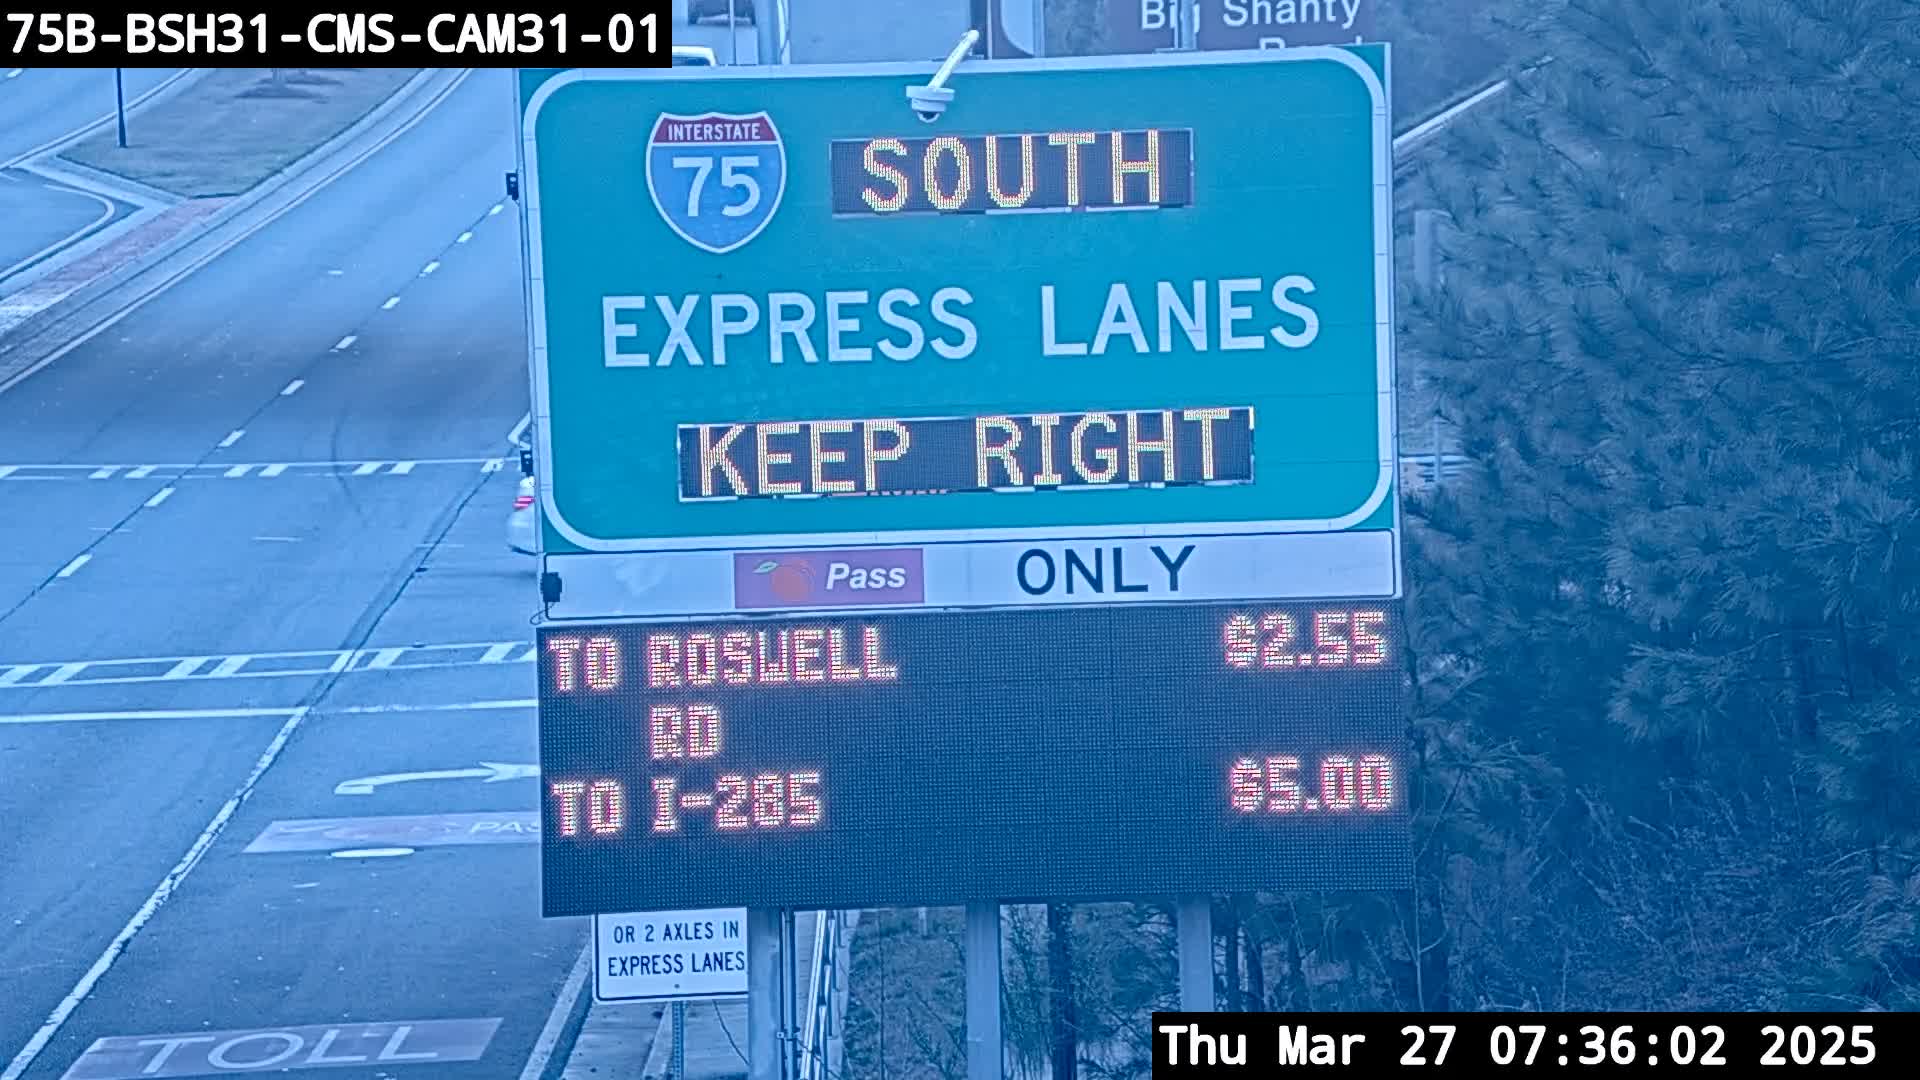 75B-BSH31-CMS-CAM31-01
Big Shanty
INTERSTATE
75
SOUTH
EXPRESS LANES
KEEP RIGHT
Pass
ONLY
TO ROSWELL $2.55
RD
TO I-285 $5.00
OR 2 AXLES IN
EXPRESS LANES
TOLL
Thu Mar 27 07:36:02 2025